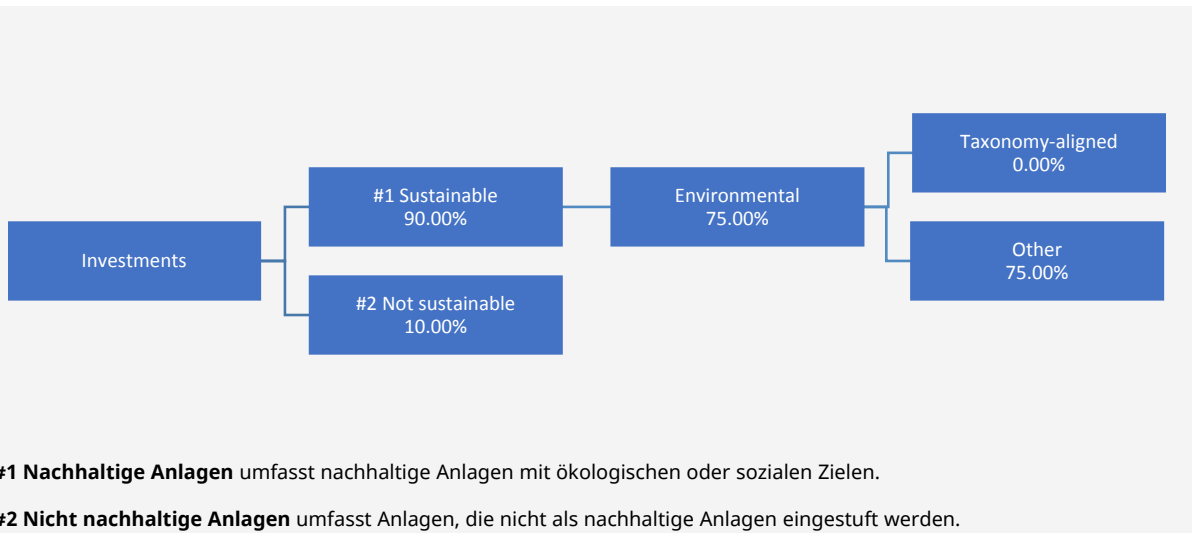 Taxonomy-aligned
0.00%
#1 Sustainable
90.00%
Environmental
75.00%
Investments
Other
75.00%
#2 Not sustainable
10.00%
#1 Nachhaltige Anlagen umfasst nachhaltige Anlagen mit ökologischen oder sozialen Zielen.
#2 Nicht nachhaltige Anlagen umfasst Anlagen, die nicht als nachhaltige Anlagen eingestuft werden.